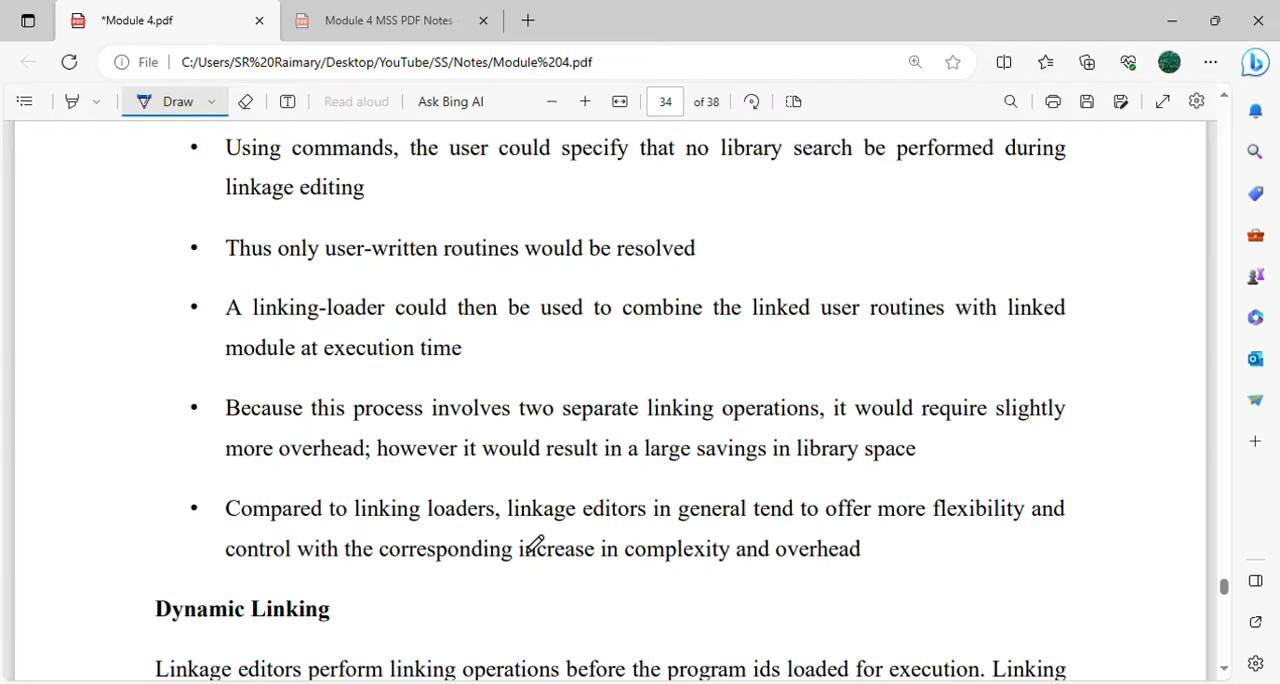 *Module 4.pdf
Module 4 MSS PDF Notes
File
C:/Users/SR%20Raimary/Desktop/YouTube/SS/Notes/Module%204.pdf
Draw
Read aloud
Ask Bing AI
34
of 38
• Using commands, the user could specify that no library search be performed during
linkage editing
• Thus only user-written routines would be resolved
• A linking-loader could then be used to combine the linked user routines with linked
module at execution time
• Because this process involves two separate linking operations, it would require slightly
more overhead; however it would result in a large savings in library space
• Compared to linking loaders, linkage editors in general tend to offer more flexibility and
control with the corresponding increase in complexity and overhead
Dynamic Linking
Linkage editors perform linking operations before the program ids loaded for execution. Linking